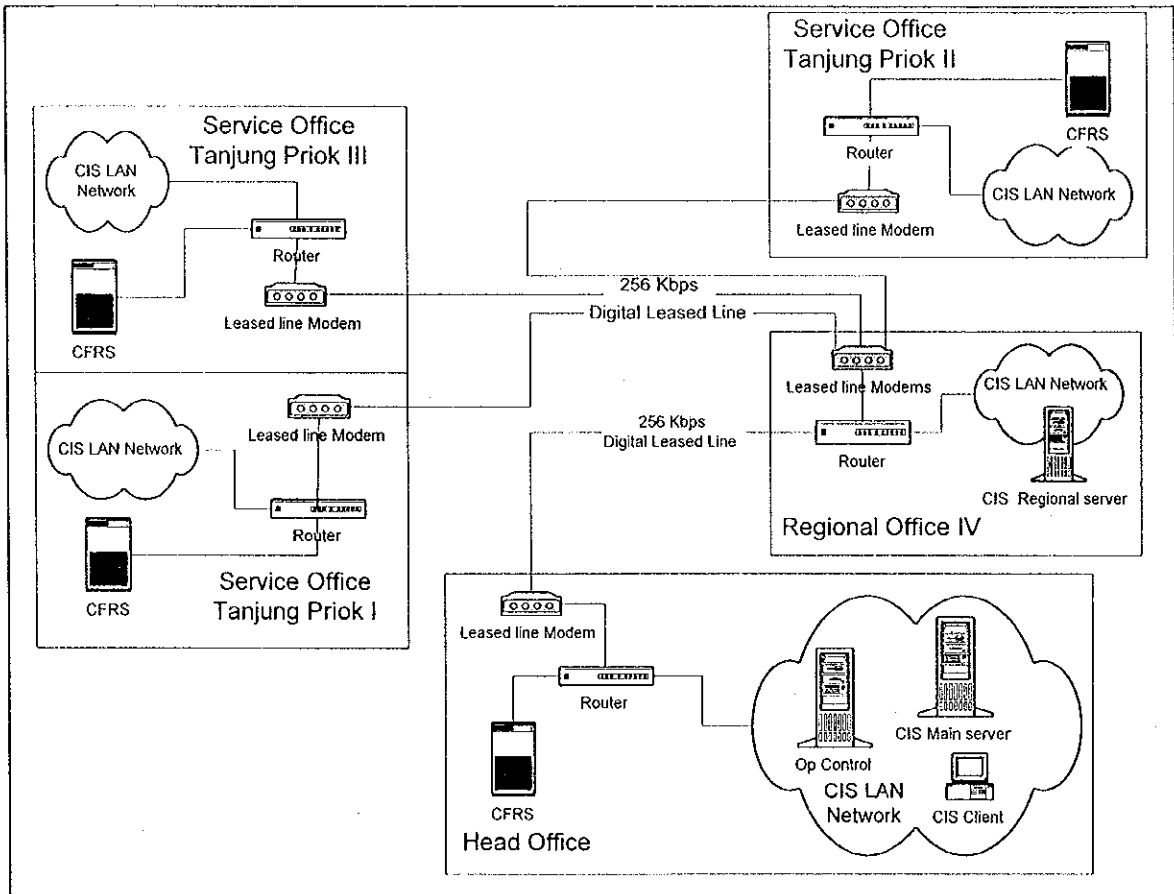 Service Office
Tanjung Priok II
CFRS
Router
CIS LAN Network
Leased line Modem
Service Office
Tanjung Priok III
CIS LAN
Network
Router
Leased line Modem
CFRS
256 Kbps
Digital Leased Line
CIS LAN Network
Leased line Modem
Router
CFRS
Service Office
Tanjung Priok I
Leased line Modems
CIS LAN Network
256 Kbps
Digital Leased Line
Router
CIS Regional server
Regional Office IV
Leased line Modem
Router
CFRS
Head Office
Op Control
CIS Main server
CIS LAN
Network
CIS Client